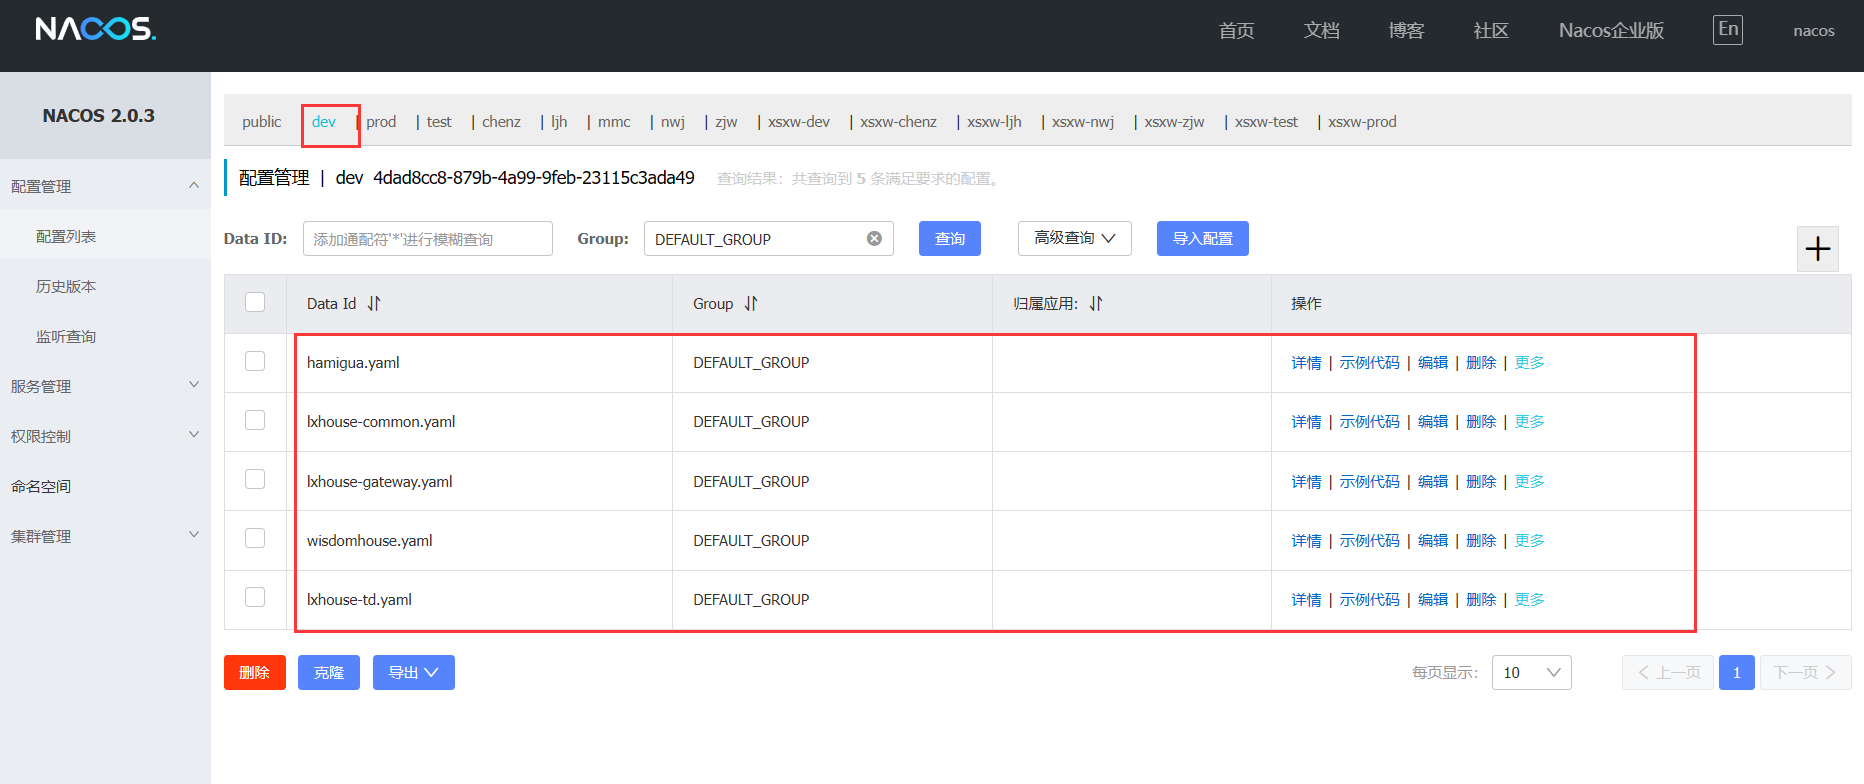 NACOS. 首页 文档 博客 社区 Nacos企业版 En nacos
NACOS 2.0.3
配置管理
配置列表
历史版本
监听查询
服务管理
权限控制
命名空间
集群管理
public dev | prod | test | chenz | ljh | mmc | nwj | zjw | xsxw-dev | xsxw-chenz | xsxw-ljh | xsxw-nwj | xsxw-zjw | xsxw-test | xsxw-prod
配置管理 | dev 4dad8cc8-879b-4a99-9feb-23115c3ada49 查询结果：共查询到 5 条满足要求的配置。
Data ID: 添加通配符'*'进行模糊查询 Group: DEFAULT_GROUP 查询 高级查询 导入配置
Data Id Group 归属应用: 操作
hamigua.yaml DEFAULT_GROUP 详情 | 示例代码 | 编辑 | 删除 | 更多
lxhouse-common.yaml DEFAULT_GROUP 详情 | 示例代码 | 编辑 | 删除 | 更多
lxhouse-gateway.yaml DEFAULT_GROUP 详情 | 示例代码 | 编辑 | 删除 | 更多
wisdomhouse.yaml DEFAULT_GROUP 详情 | 示例代码 | 编辑 | 删除 | 更多
lxhouse-td.yaml DEFAULT_GROUP 详情 | 示例代码 | 编辑 | 删除 | 更多
删除 克隆 导出 每页显示: 10 上一页 1 下一页